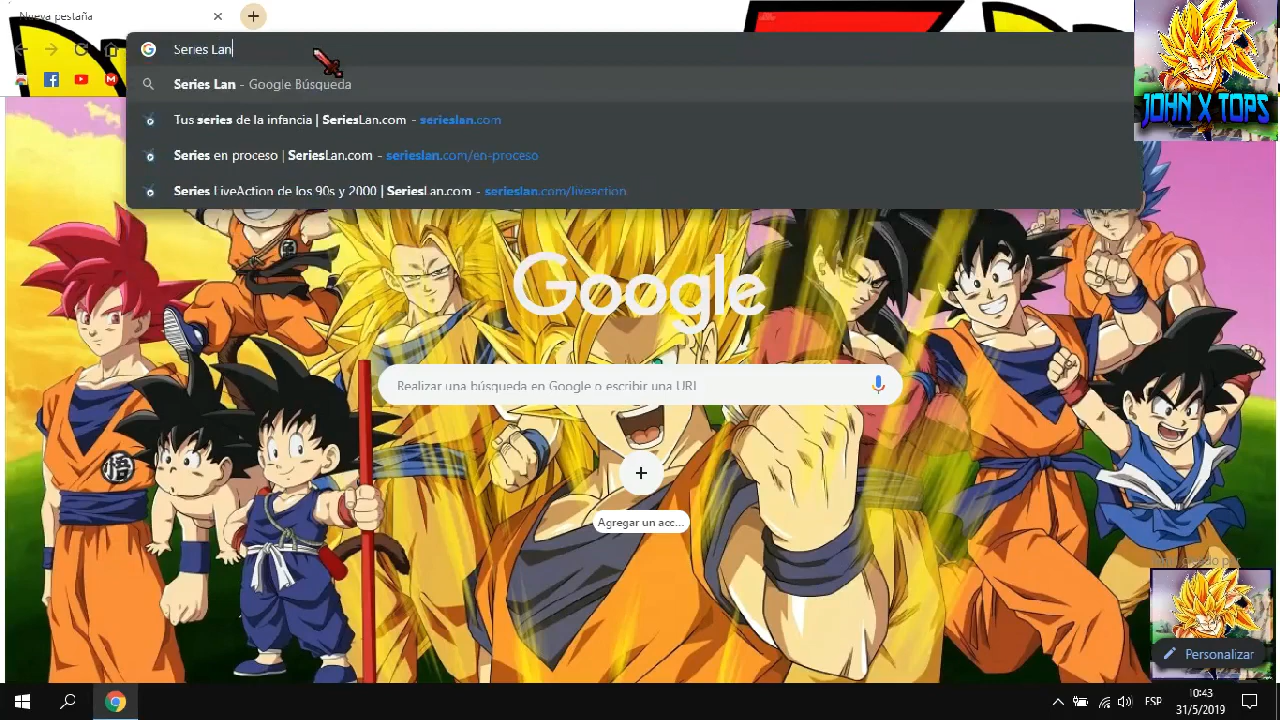 Nueva pestaña
Series Lan
Series Lan - Google Búsqueda
Tus series de la infancia | SeriesLan.com - serieslan.com
Series en proceso | SeriesLan.com - serieslan.com/en-proceso
Series LiveAction de los 90s y 2000 | SeriesLan.com - serieslan.com/liveaction
JOHN X TOPS
Google
悟
Realizar una búsqueda en Google o escribir una URL
Agregar un acc...
Personalizar
ESP
10:43
31/5/2019